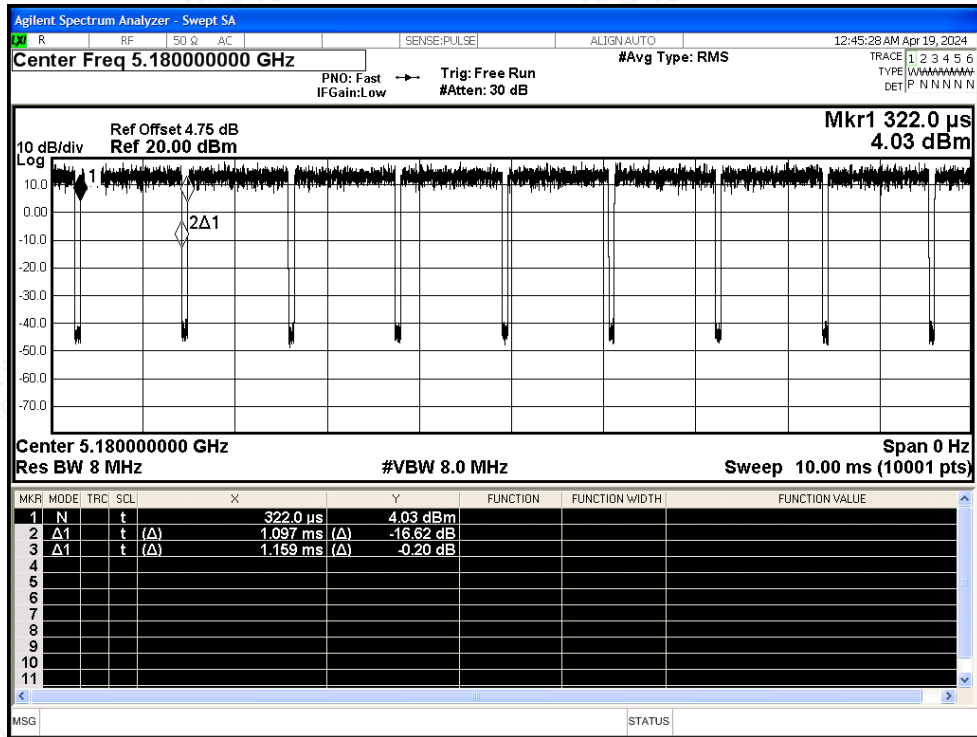 Agilent Spectrum Analyzer - Swept SA
LXI R RF 50 Ω AC SENSE:PULSE ALIGN AUTO 12:45:28 AM Apr 19, 2024
Center Freq 5.180000000 GHz #Avg Type: RMS TRACE 1 2 3 4 5 6
PNO: Fast Trig: Free Run TYPE WWWWWW
IFGain:Low #Atten: 30 dB DET P N N N N N
Mkr1 322.0 µs
Ref Offset 4.75 dB
10 dB/div Ref 20.00 dBm 4.03 dBm
Log
1
10.0
0.00
2Δ1
-10.0
-20.0
-30.0
-40.0
-50.0
-60.0
-70.0
Center 5.180000000 GHz Span 0 Hz
Res BW 8 MHz #VBW 8.0 MHz Sweep 10.00 ms (10001 pts)
MKR MODE TRC SCL X Y FUNCTION FUNCTION WIDTH FUNCTION VALUE
1 N t 322.0 µs 4.03 dBm
2 Δ1 t (Δ) 1.097 ms (Δ) -16.62 dB
3 Δ1 t (Δ) 1.159 ms (Δ) -0.20 dB
4
5
6
7
8
9
10
11
MSG STATUS